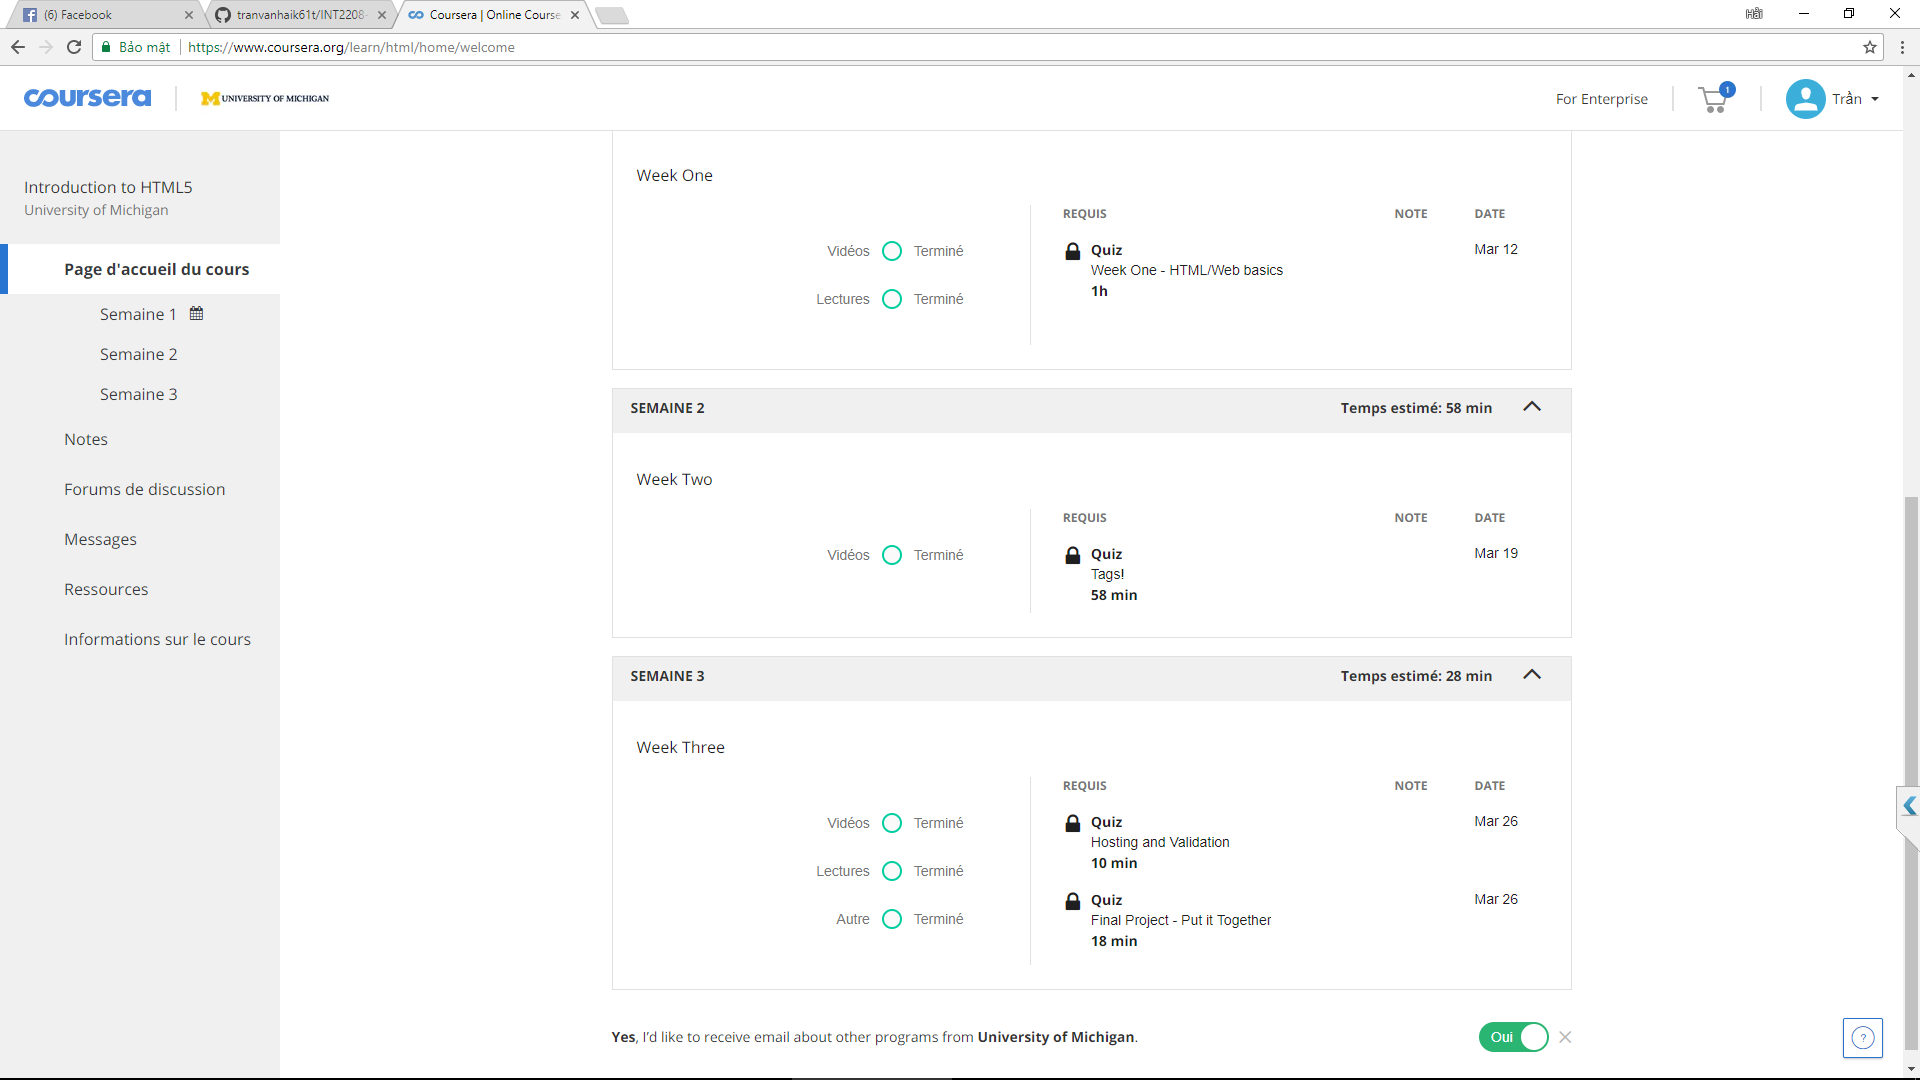 (6) Facebook
tranvanhaik61t/INT2208-
Coursera | Online Course
Hải
Bảo mật
https://www.coursera.org/learn/html/home/welcome
coursera
M UNIVERSITY OF MICHIGAN
For Enterprise
1
Trần
Introduction to HTML5
University of Michigan
Page d'accueil du cours
Semaine 1
Semaine 2
Semaine 3
Notes
Forums de discussion
Messages
Ressources
Informations sur le cours
Week One
REQUIS NOTE DATE
Vidéos Terminé
Lectures Terminé
Quiz Mar 12
Week One - HTML/Web basics
1h
SEMAINE 2 Temps estimé: 58 min
Week Two
REQUIS NOTE DATE
Vidéos Terminé
Quiz Mar 19
Tags!
58 min
SEMAINE 3 Temps estimé: 28 min
Week Three
REQUIS NOTE DATE
Vidéos Terminé
Lectures Terminé
Autre Terminé
Quiz Mar 26
Hosting and Validation
10 min
Quiz Mar 26
Final Project - Put it Together
18 min
Yes, I'd like to receive email about other programs from University of Michigan.
Oui
?